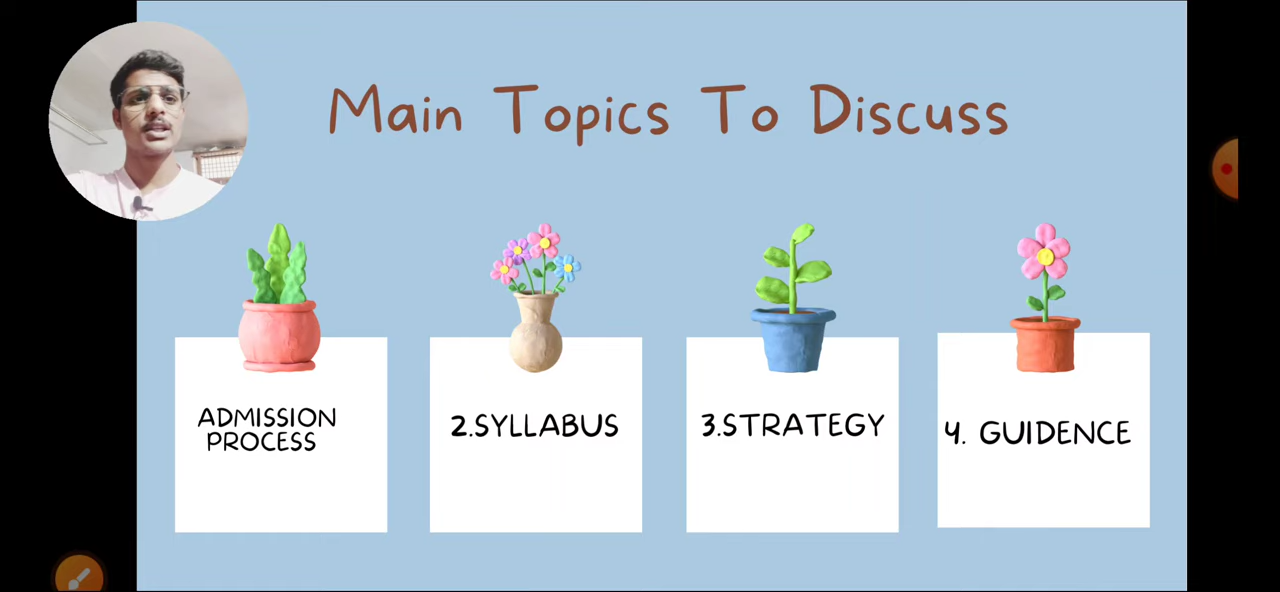 Main Topics To Discuss
ADMISSION
PROCESS
2.SYLLABUS
3.STRATEGY
4. GUIDENCE